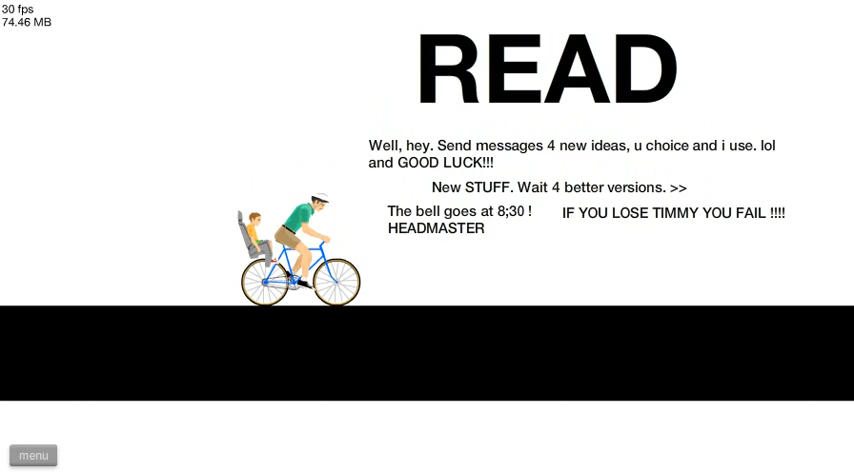 30 fps
74.46 MB
READ
Well, hey. Send messages 4 new ideas, u choice and i use. lol
and GOOD LUCK!!!
New STUFF. Wait 4 better versions. >>
The bell goes at 8;30 !
HEADMASTER
IF YOU LOSE TIMMY YOU FAIL !!!!
menu